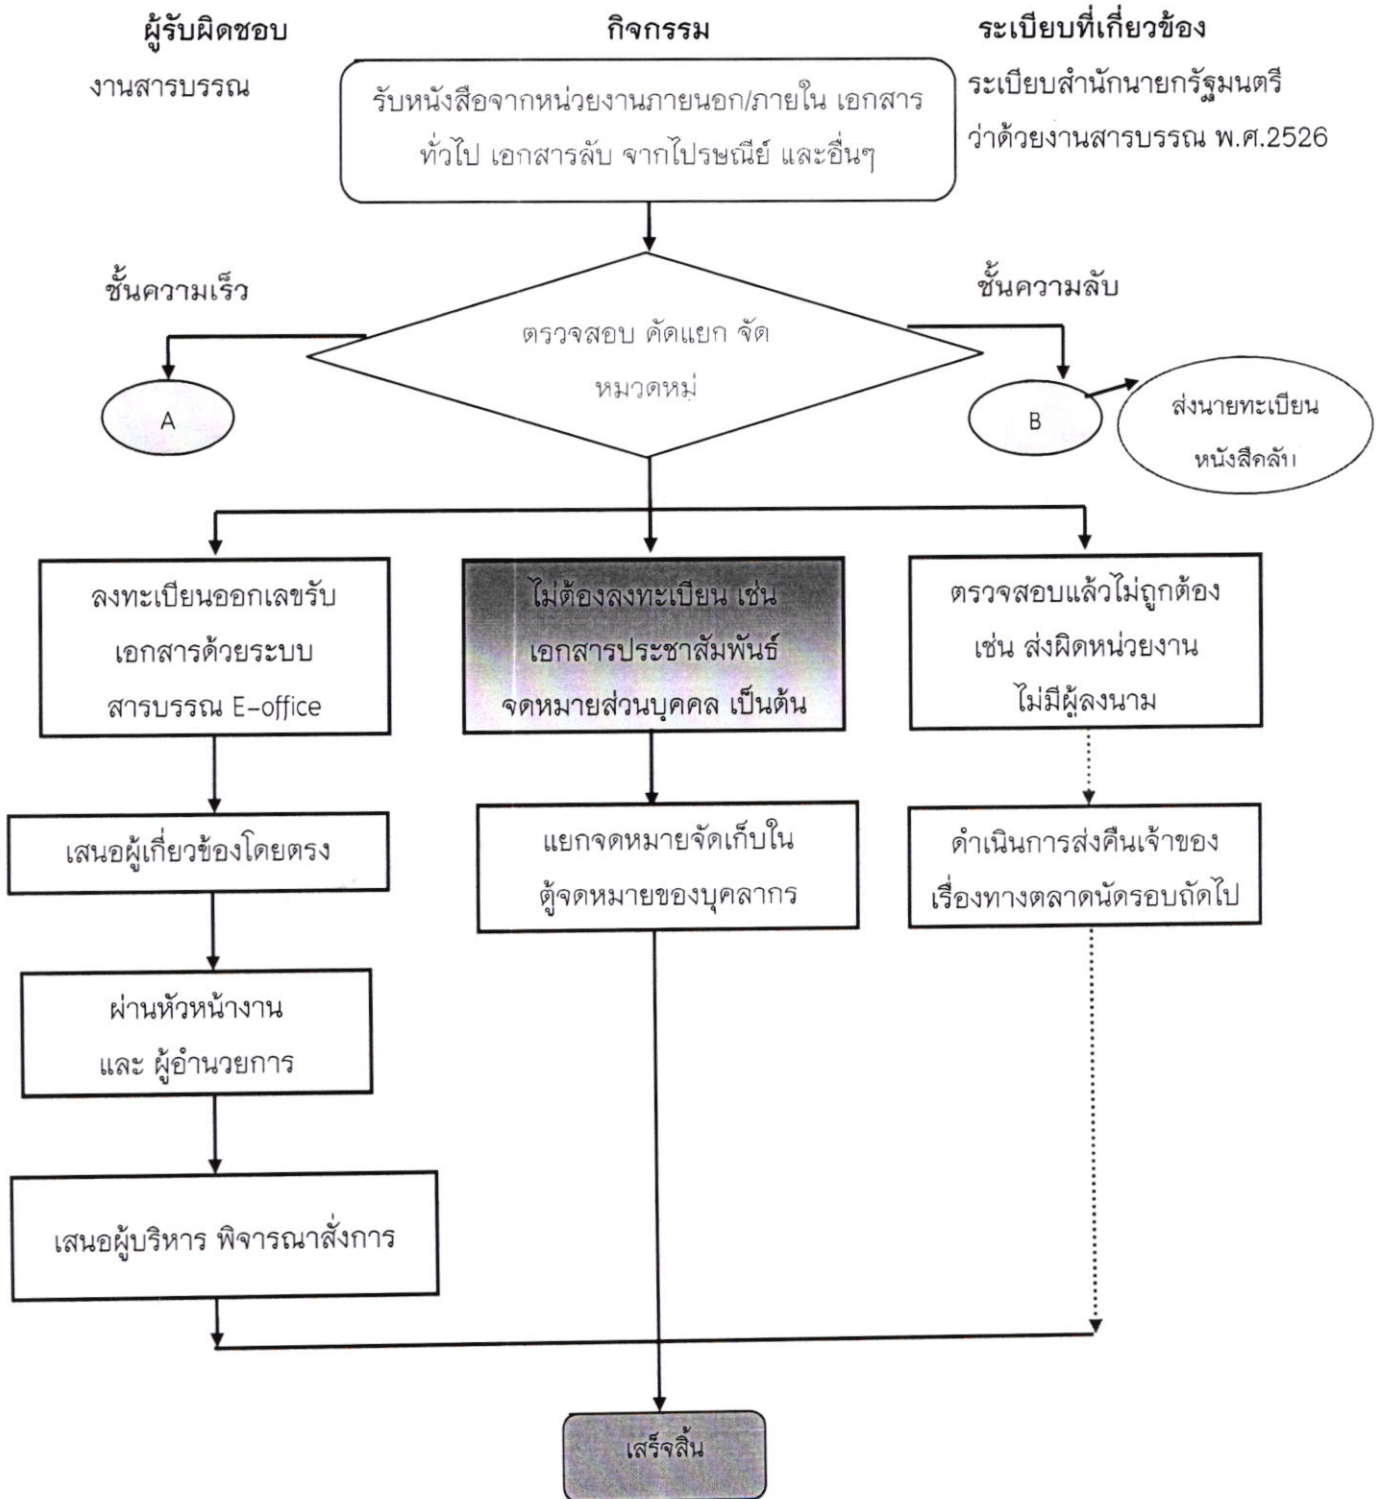 ผู้รับผิดชอบ
กิจกรรม
ระเบียบที่เกี่ยวข้อง
งานสารบรรณ
รับหนังสือจากหน่วยงานภายนอก/ภายใน เอกสาร
ทั่วไป เอกสารลับ จากไปรษณีย์ และอื่นๆ
ระเบียบสำนักนายกรัฐมนตรี
ว่าด้วยงานสารบรรณ พ.ศ.2526
ชั้นความเร็ว
ชั้นความลับ
ตรวจสอบ คัดแยก จัด
หมวดหมู่
A
B
ส่งนายทะเบียน
หนังสือลับ
ลงทะเบียนออกเลขรับ
เอกสารด้วยระบบ
สารบรรณ E-office
ไม่ต้องลงทะเบียน เช่น
เอกสารประชาสัมพันธ์
จดหมายส่วนบุคคล เป็นต้น
ตรวจสอบแล้วไม่ถูกต้อง
เช่น ส่งผิดหน่วยงาน
ไม่มีผู้ลงนาม
เสนอผู้เกี่ยวข้องโดยตรง
แยกจดหมายจัดเก็บใน
ตู้จดหมายของบุคลากร
ดำเนินการส่งคืนเจ้าของ
เรื่องทางตลาดนัดรอบถัดไป
ผ่านหัวหน้างาน
และ ผู้อำนวยการ
เสนอผู้บริหาร พิจารณาสั่งการ
เสร็จสิ้น